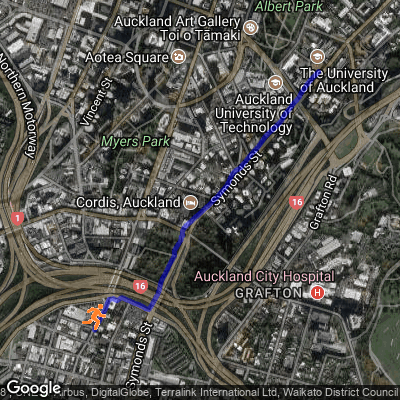 Albert Park
Auckland Art Gallery
Toi o Tāmaki
Aotea Square
The University
of Auckland
Northern Motorway
Vincent St
Auckland
University of
Technology
Myers Park
Symonds St
Grafton Rd
Cordis, Auckland
16
1
Auckland City Hospital
16
GRAFTON
H
Symonds St
Google
Airbus, DigitalGlobe, Terralink International Ltd, Waikato District Council